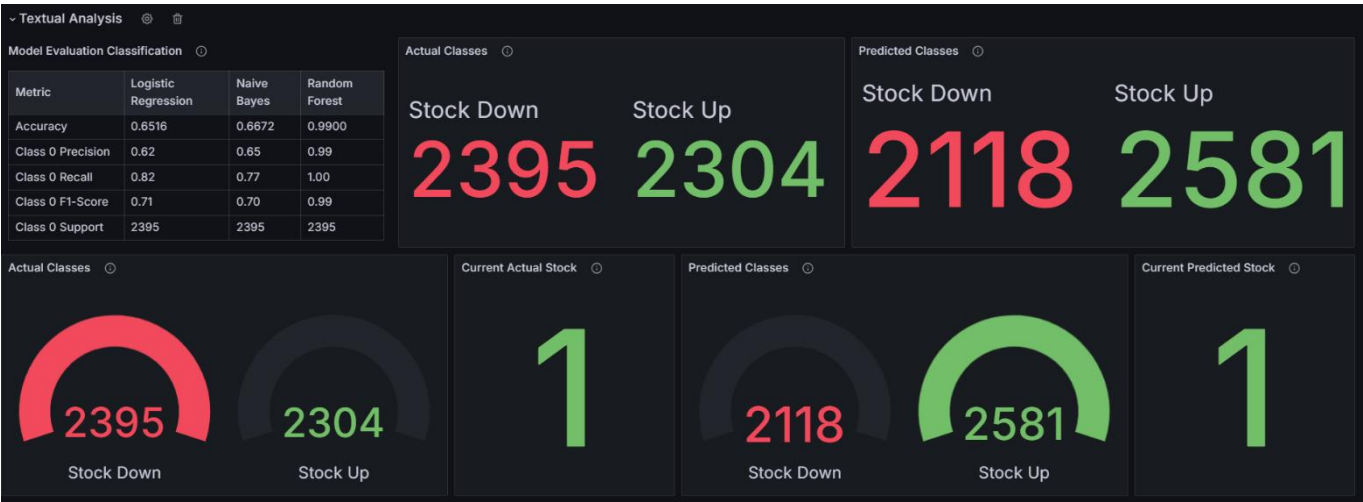 Textual Analysis
Model Evaluation Classification
Metric Logistic Regression Naive Bayes Random Forest
Accuracy 0.6516 0.6672 0.9900
Class 0 Precision 0.62 0.65 0.99
Class 0 Recall 0.82 0.77 1.00
Class 0 F1-Score 0.71 0.70 0.99
Class 0 Support 2395 2395 2395
Actual Classes
Stock Down Stock Up
2395 2304
Predicted Classes
Stock Down Stock Up
2118 2581
Actual Classes
2395 2304
Stock Down Stock Up
Current Actual Stock
1
Predicted Classes
2118 2581
Stock Down Stock Up
Current Predicted Stock
1